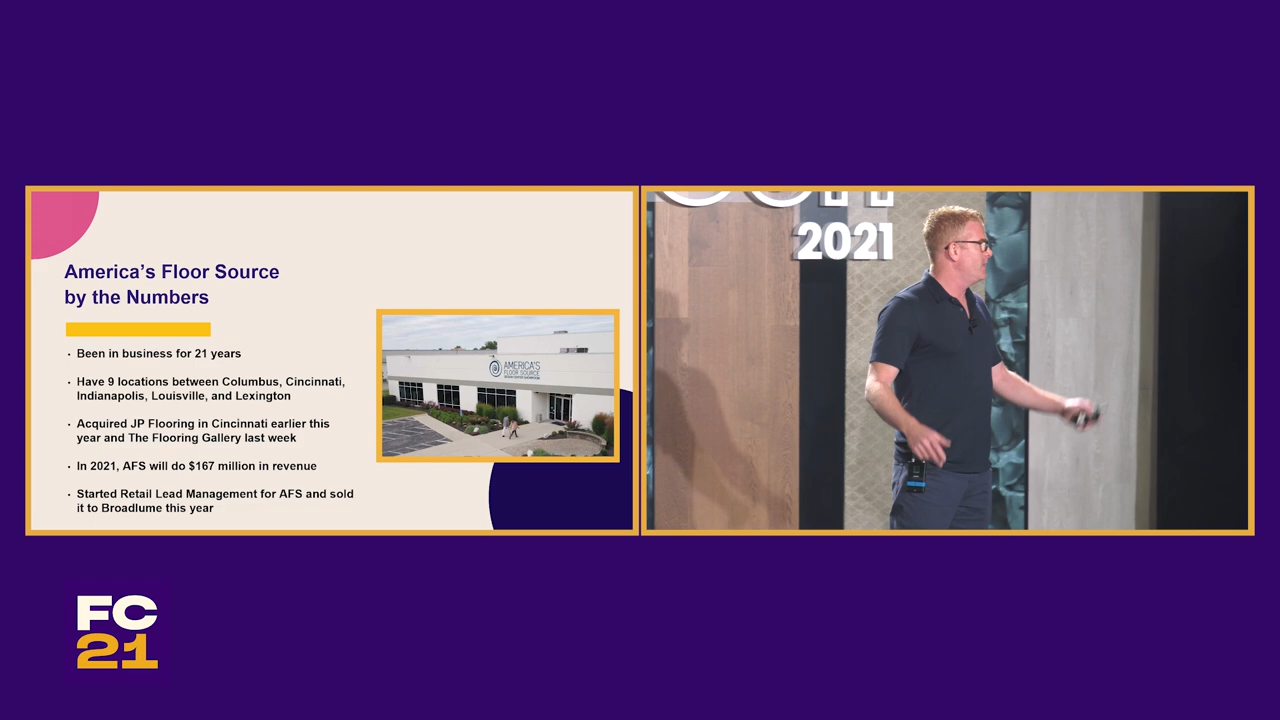 America's Floor Source
by the Numbers
· Been in business for 21 years
· Have 9 locations between Columbus, Cincinnati,
Indianapolis, Louisville, and Lexington
· Acquired JP Flooring in Cincinnati earlier this
year and The Flooring Gallery last week
· In 2021, AFS will do $167 million in revenue
· Started Retail Lead Management for AFS and sold
it to Broadlume this year
AMERICA'S
FLOOR SOURCE
2021
FC
21